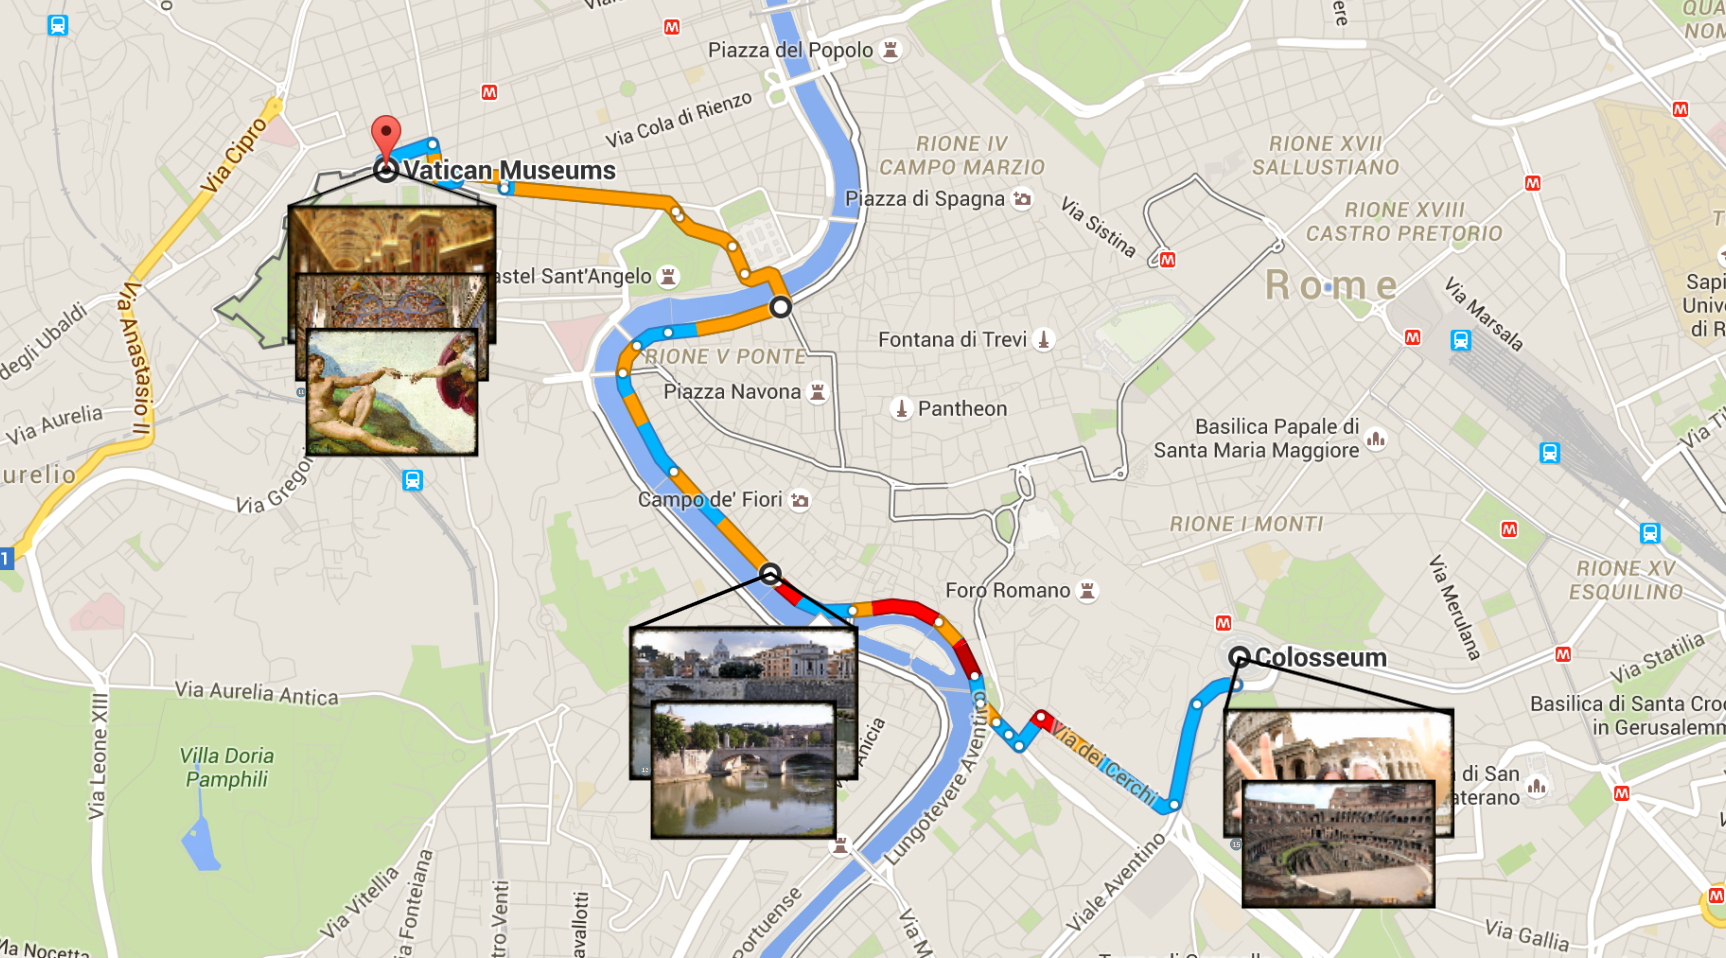 Piazza del Popolo
QUA
NOM
Via Cola di Rienzo
Via Cipro
RIONE IV
CAMPO MARZIO
RIONE XVII
SALLUSTIANO
Vatican Museums
Piazza di Spagna
Via Sistina
RIONE XVIII
CASTRO PRETORIO
astel Sant'Angelo
Rome
Via Marsala
Sapi
Unive
di R
degli Ubaldi
Via Anastasio II
Fontana di Trevi
RIONE V PONTE
Piazza Navona
Pantheon
Via Aurelia
Basilica Papale di
Santa Maria Maggiore
Via Ti
urelio
Via Gregor
Campo de' Fiori
RIONE I MONTI
1
RIONE XV
ESQUILINO
Foro Romano
Via Merulana
Colosseum
Via Statilia
Via Aurelia Antica
Basilica di Santa Cro
in Gerusalemm
Via Leone XIII
Villa Doria
Pamphili
Anicia
Via dei Cerchi
Lungotevere Aventino
di San
aterano
Viale Aventino
Via Vitellia
a Fonteiana
tro Venti
avallotti
Portuense
Via M
Via Gallia
Via Nocetta